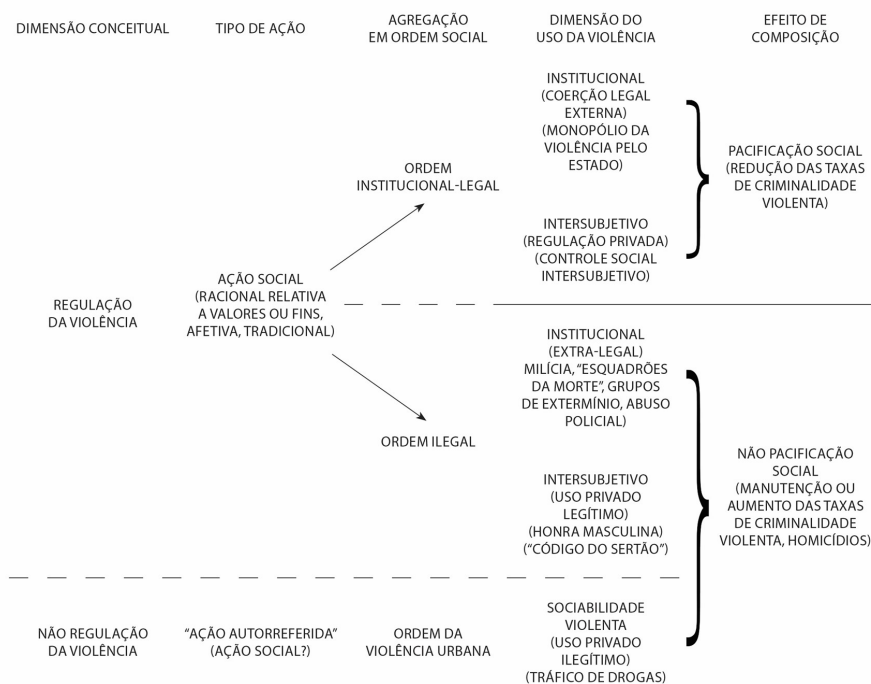 DIMENSÃO CONCEITUAL
TIPO DE AÇÃO
AGREGAÇÃO
EM ORDEM SOCIAL
DIMENSÃO DO
USO DA VIOLÊNCIA
EFEITO DE
COMPOSIÇÃO
REGULAÇÃO
DA VIOLÊNCIA
AÇÃO SOCIAL
(RACIONAL RELATIVA
A VALORES OU FINS,
AFETIVA, TRADICIONAL)
ORDEM
INSTITUCIONAL-LEGAL
INSTITUCIONAL
(COERÇÃO LEGAL
EXTERNA)
(MONOPÓLIO DA
VIOLÊNCIA PELO
ESTADO)
INTERSUBJETIVO
(REGULAÇÃO PRIVADA)
(CONTROLE SOCIAL
INTERSUBJETIVO)
PACIFICAÇÃO SOCIAL
(REDUÇÃO DAS TAXAS
DE CRIMINALIDADE
VIOLENTA)
ORDEM ILEGAL
INSTITUCIONAL
(EXTRA-LEGAL)
MILÍCIA, “ESQUADRÕES
DA MORTE”, GRUPOS
DE EXTERMÍNIO, ABUSO
POLICIAL)
INTERSUBJETIVO
(USO PRIVADO
LEGÍTIMO)
(HONRA MASCULINA)
(“CÓDIGO DO SERTÃO”)
NÃO PACIFICAÇÃO
SOCIAL
(MANUTENÇÃO OU
AUMENTO DAS TAXAS
DE CRIMINALIDADE
VIOLENTA, HOMICÍDIOS)
NÃO REGULAÇÃO
DA VIOLÊNCIA
“AÇÃO AUTORREFERIDA”
(AÇÃO SOCIAL?)
ORDEM DA
VIOLÊNCIA URBANA
SOCIABILIDADE
VIOLENTA
(USO PRIVADO
ILEGÍTIMO)
(TRÁFICO DE DROGAS)